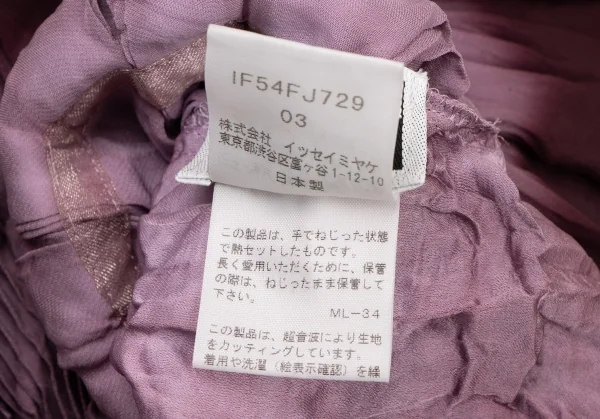 IF54FJ729
03
株式会社 イッセイミヤケ
東京都渋谷区富ヶ谷1-12-10
日本製
この製品は、手でねじった状態
で熱セットしたものです。
長く愛用いただくために、保管
の際は、ねじったまま保管して
下さい。
ML-34
この製品は、超音波により生地
をカッティングしています。
着用や洗濯（絵表示確認）を繰